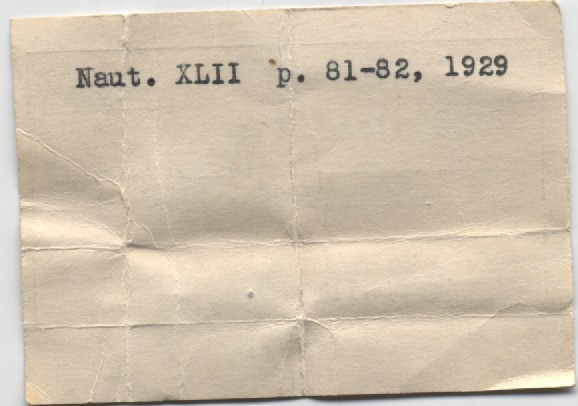 Naut. XLII p. 81-82, 1929